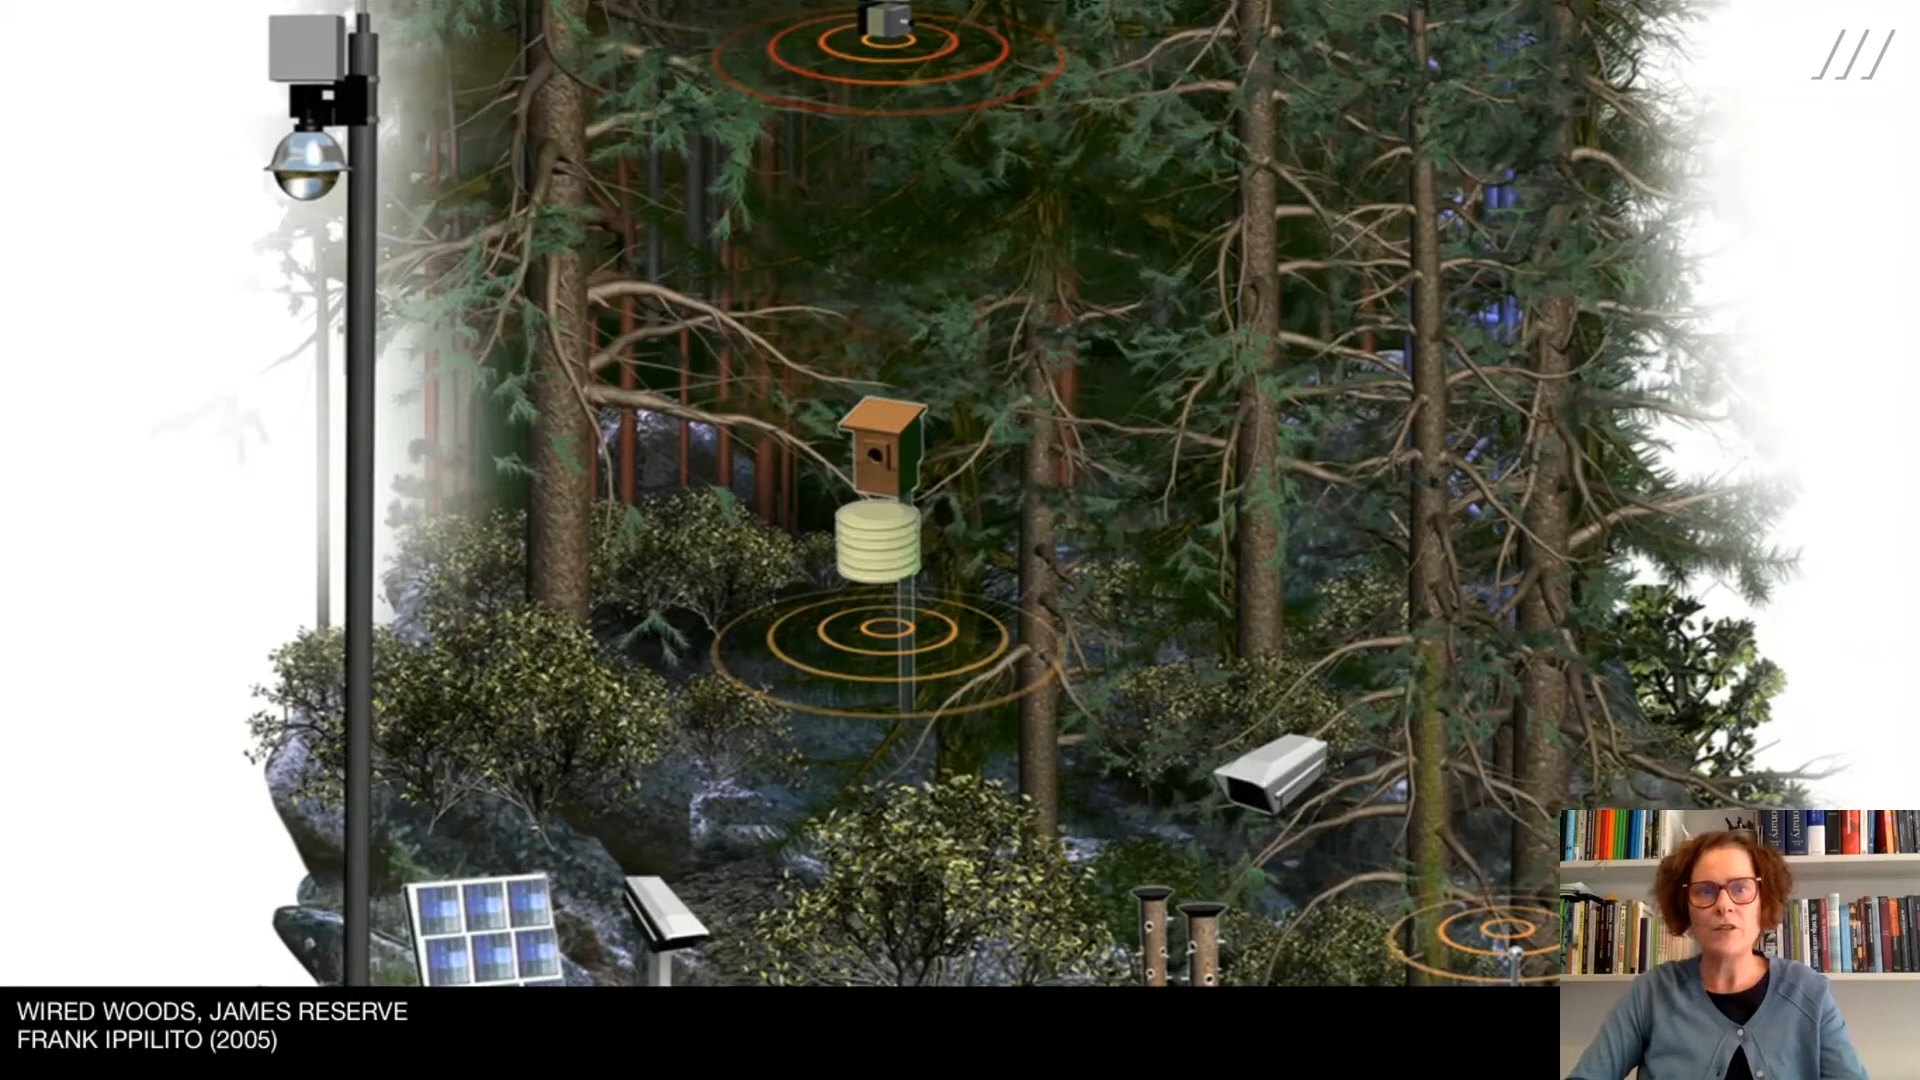 WIRED WOODS, JAMES RESERVE
FRANK IPPILITO (2005)